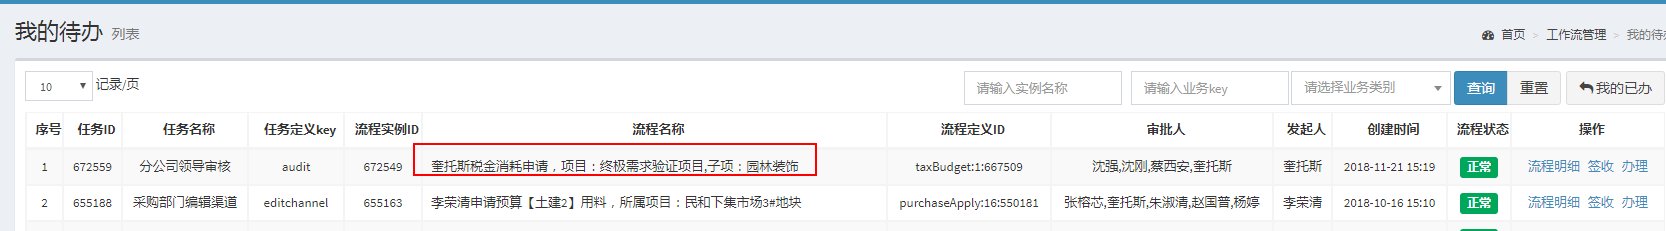 我的待办 列表
首页 > 工作流管理 > 我的待办
10 记录/页 请输入实例名称 请输入业务key 请选择业务类别 查询 重置 我的已办
序号 任务ID 任务名称 任务定义key 流程实例ID 流程名称 流程定义ID 审批人 发起人 创建时间 流程状态 操作
1 672559 分公司领导审核 audit 672549 奎托斯税金消耗申请，项目：终极需求验证项目,子项：园林装饰 taxBudget:1:667509 沈强,沈刚,蔡西安,奎托斯 奎托斯 2018-11-21 15:19 正常 流程明细 签收 办理
2 655188 采购部门编辑渠道 editchannel 655163 李荣清申请预算【土建2】用料，所属项目：民和下集市场3#地块 purchaseApply:16:550181 张榕芯,奎托斯,朱淑清,赵国普,杨婷 李荣清 2018-10-16 15:10 正常 流程明细 签收 办理